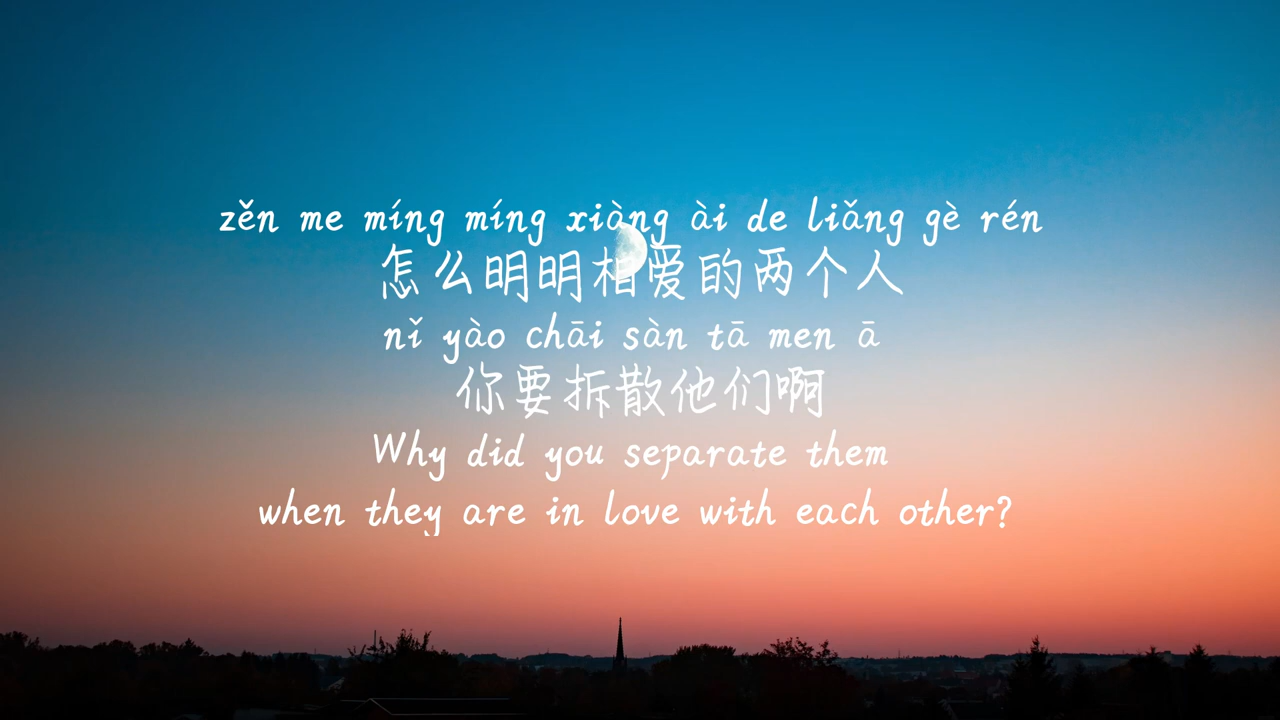 zěn me míng míng xiàng ài de liǎng gè rén
怎么明明相爱的两个人
nǐ yào chāi sàn tā men ā
你要拆散他们啊
Why did you separate them
when they are in love with each other?